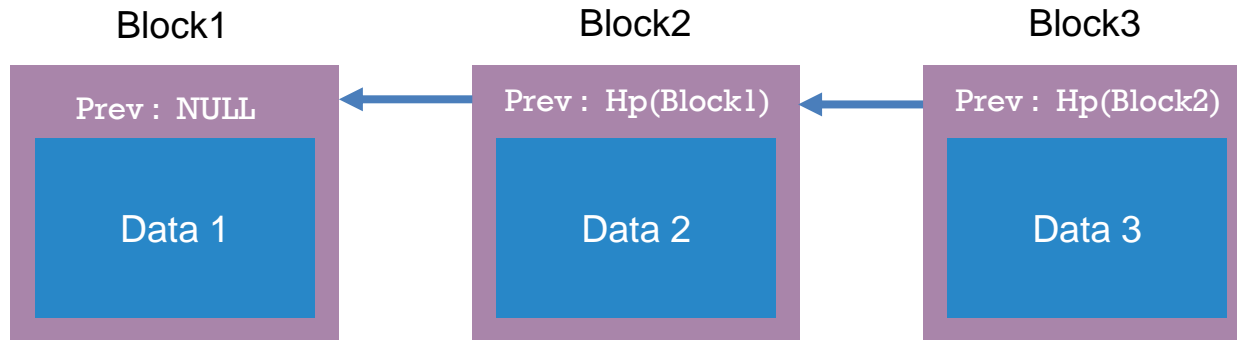 Block1
Block2
Block3
Prev : NULL
Prev : Hp(Block1)
Prev : Hp(Block2)
Data 1
Data 2
Data 3